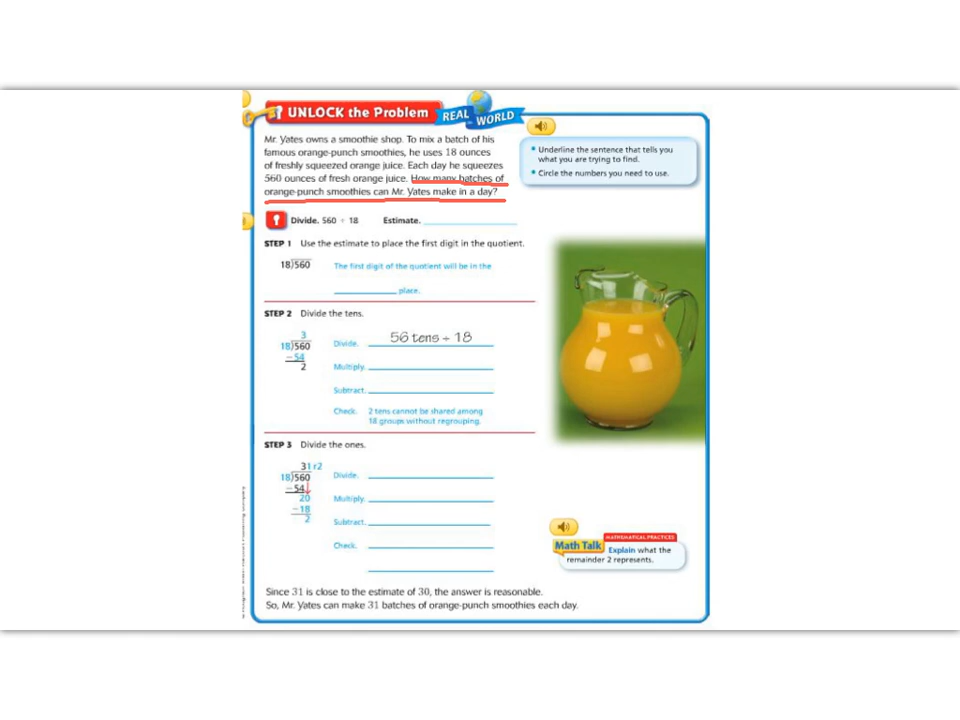 UNLOCK the Problem REAL WORLD
Mr. Yates owns a smoothie shop. To mix a batch of his
famous orange-punch smoothies, he uses 18 ounces
of freshly squeezed orange juice. Each day he squeezes
560 ounces of fresh orange juice. How many batches of
orange-punch smoothies can Mr. Yates make in a day?
• Underline the sentence that tells you
what you are trying to find.
• Circle the numbers you need to use.
Divide. 560 ÷ 18 Estimate.
STEP 1 Use the estimate to place the first digit in the quotient.
18)560
The first digit of the quotient will be in the
place.
STEP 2 Divide the tens.
3
18)560
−54
2
Divide. 56 tens ÷ 18
Multiply.
Subtract.
Check. 2 tens cannot be shared among
18 groups without regrouping.
STEP 3 Divide the ones.
31 r2
18)560
−54↓
20
−18
2
Divide.
Multiply.
Subtract.
Check.
MATHEMATICAL PRACTICES
Math Talk Explain what the
remainder 2 represents.
Since 31 is close to the estimate of 30, the answer is reasonable.
So, Mr. Yates can make 31 batches of orange-punch smoothies each day.